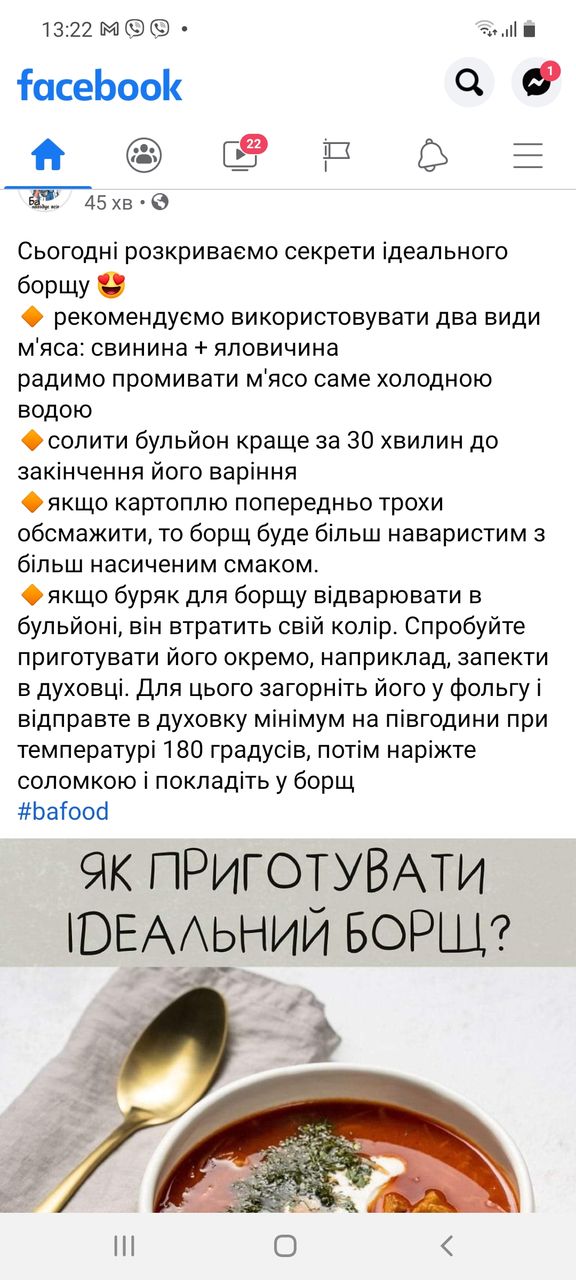 13:22
facebook
1
22
45 хв
Сьогодні розкриваємо секрети ідеального
борщу 😍
🔶 рекомендуємо використовувати два види
м'яса: свинина + яловичина
радимо промивати м'ясо саме холодною
водою
🔶солити бульйон краще за 30 хвилин до
закінчення його варіння
🔶якщо картоплю попередньо трохи
обсмажити, то борщ буде більш наваристим з
більш насиченим смаком.
🔶якщо буряк для борщу відварювати в
бульйоні, він втратить свій колір. Спробуйте
приготувати його окремо, наприклад, запекти
в духовці. Для цього загорніть його у фольгу і
відправте в духовку мінімум на півгодини при
температурі 180 градусів, потім наріжте
соломкою і покладіть у борщ
#bafood
ЯК ПРИГОТУВАТИ
ІДЕАЛЬНИЙ БОРЩ?